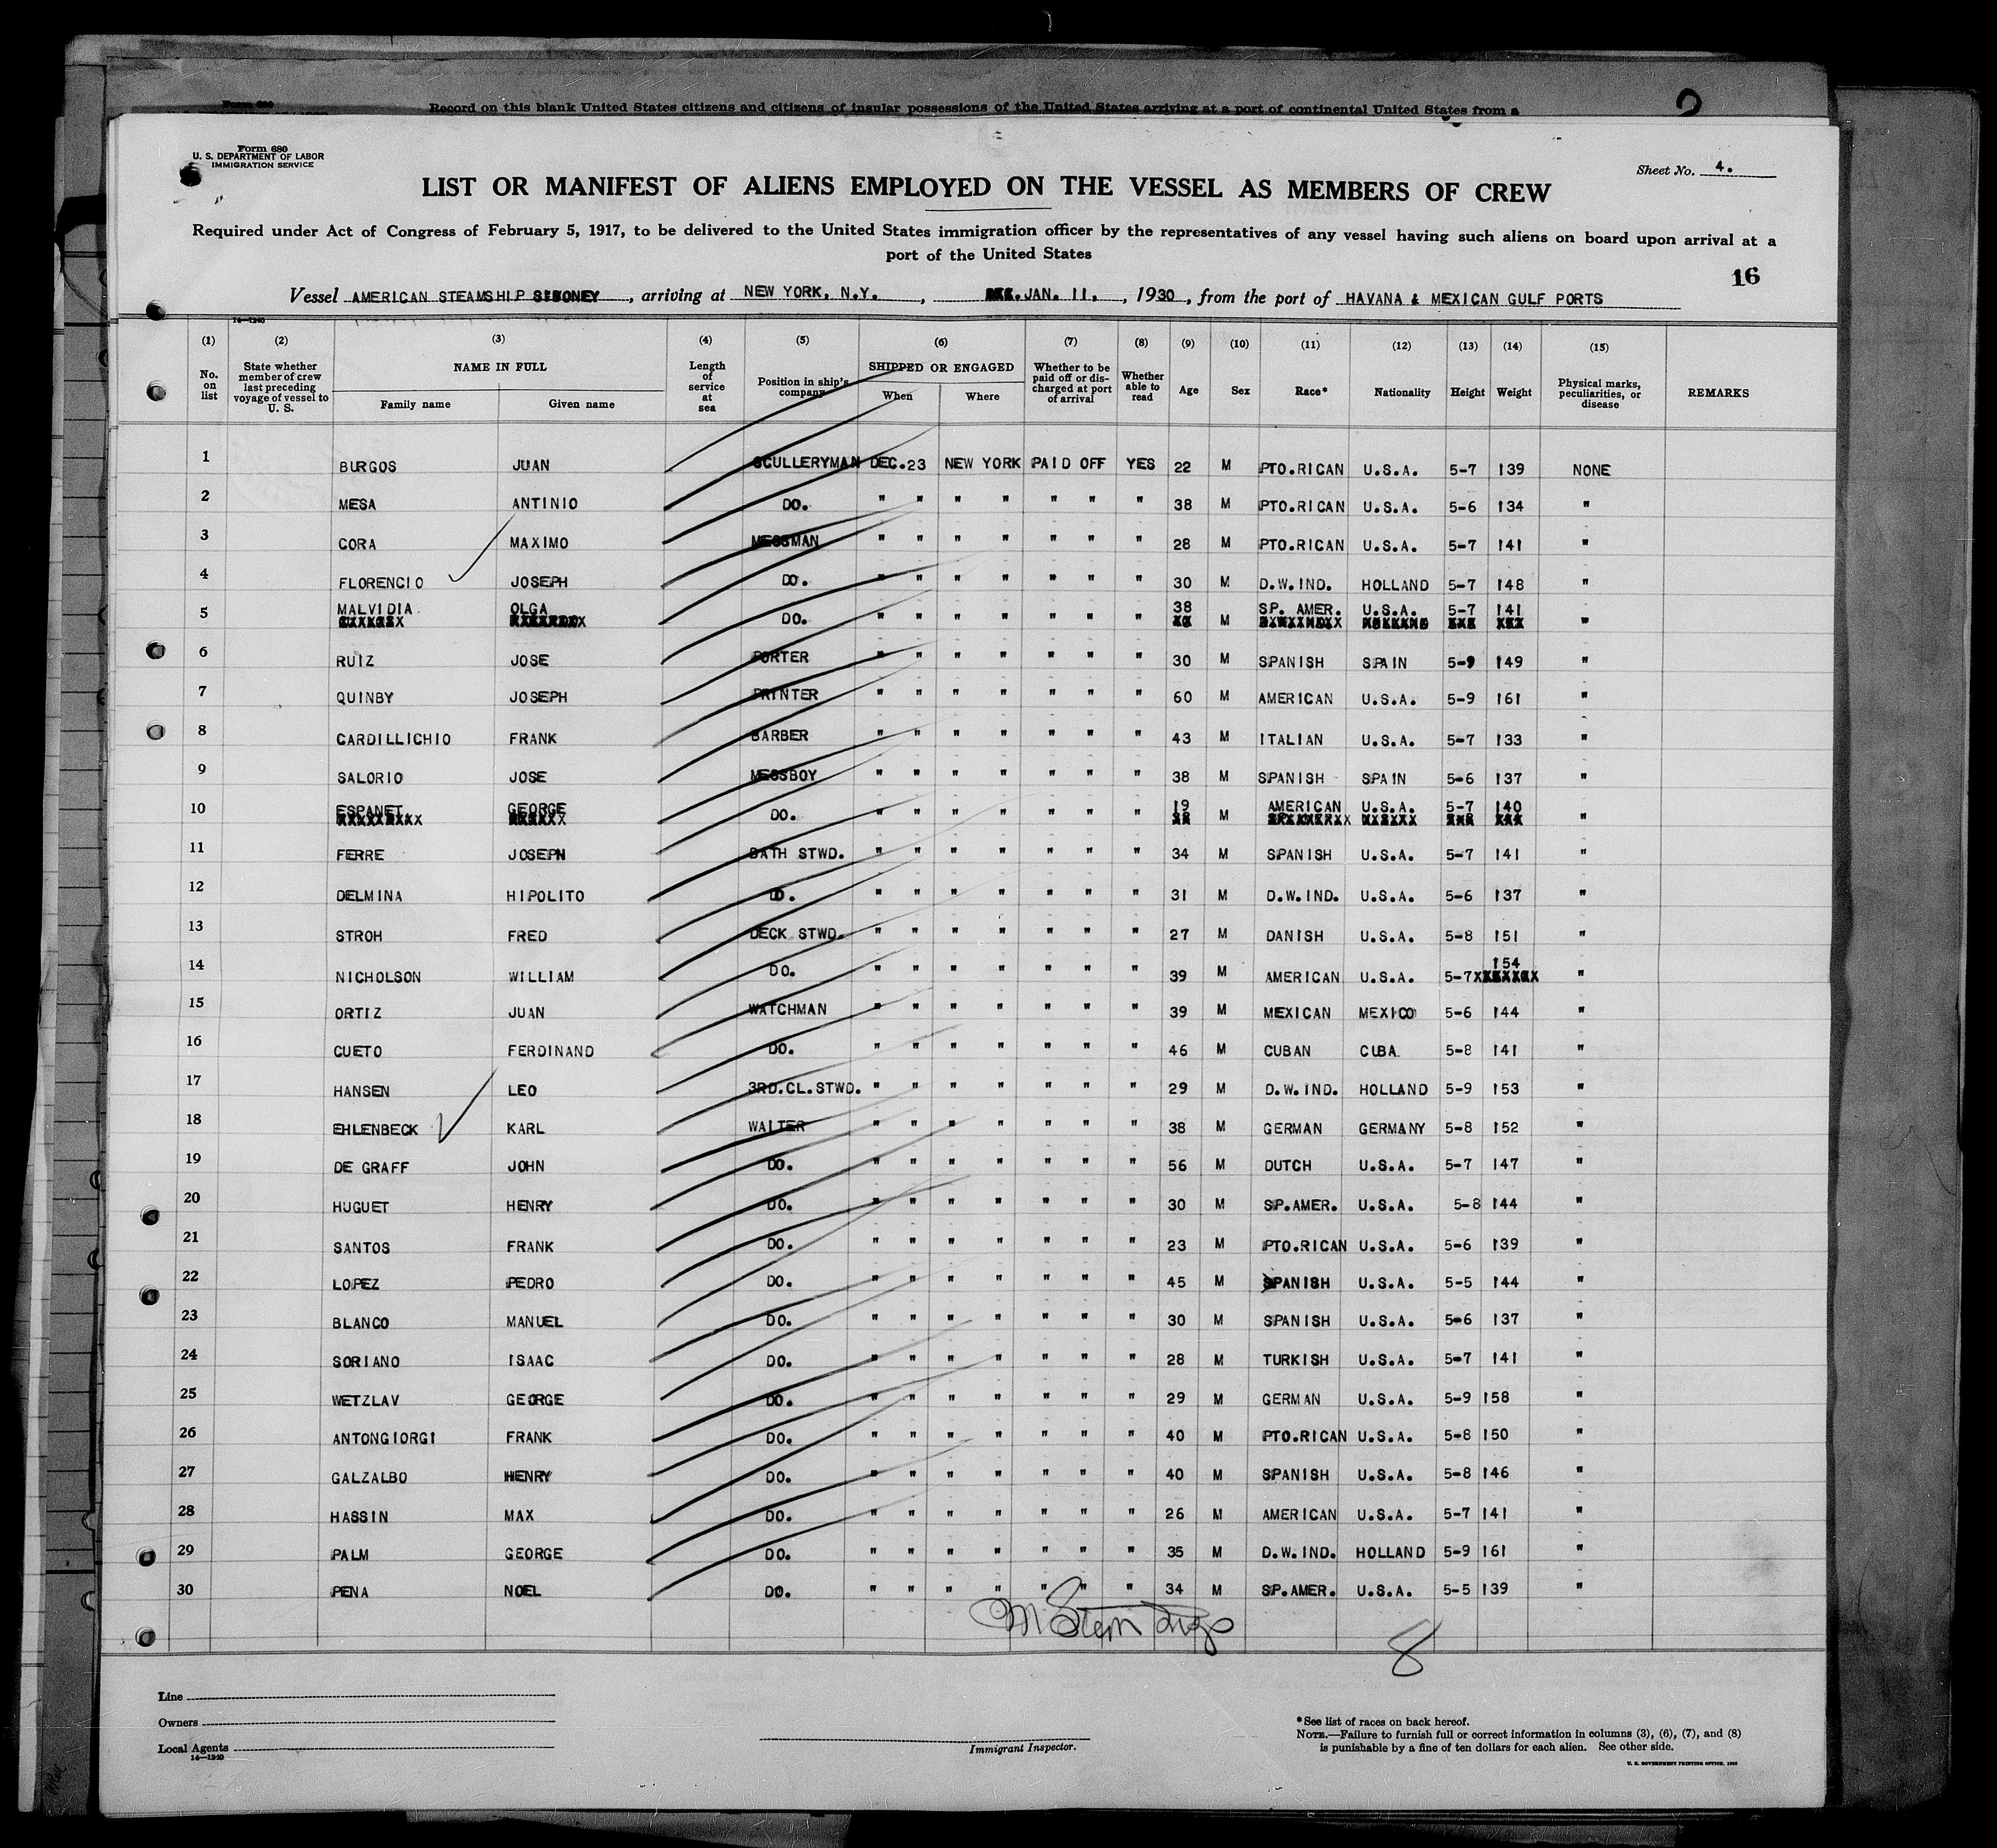 Record on this blank United States citizens and citizens of insular possessions of the United States arriving at a port of continental United States from a
Form 680
U. S. DEPARTMENT OF LABOR
IMMIGRATION SERVICE
Sheet No. 4.
LIST OR MANIFEST OF ALIENS EMPLOYED ON THE VESSEL AS MEMBERS OF CREW
Required under Act of Congress of February 5, 1917, to be delivered to the United States immigration officer by the representatives of any vessel having such aliens on board upon arrival at a
port of the United States
16
Vessel AMERICAN STEAMSHIP SIBONEY, arriving at NEW YORK, N.Y., JAN. 11., 1930, from the port of HAVANA & MEXICAN GULF PORTS
14—1240
(1) (2) (3) (4) (5) (6) (7) (8) (9) (10) (11) (12) (13) (14) (15)
No. on list
State whether member of crew last preceding voyage of vessel to U. S.
NAME IN FULL
Family name Given name
Length of service at sea
Position in ship's company
SHIPPED OR ENGAGED
When Where
Whether to be paid off or discharged at port of arrival
Whether able to read
Age Sex Race* Nationality Height Weight
Physical marks, peculiarities, or disease
REMARKS
1 BURGOS JUAN SCULLERYMAN DEC.23 NEW YORK PAID OFF YES 22 M PTO.RICAN U.S.A. 5-7 139 NONE
2 MESA ANTINIO DO. " " " " " " " 38 M PTO.RICAN U.S.A. 5-6 134 "
3 CORA MAXIMO MESSMAN " " " " " " " 28 M PTO.RICAN U.S.A. 5-7 141 "
4 FLORENCIO JOSEPH DO. " " " " " " " 30 M D.W.IND. HOLLAND 5-7 148 "
5 MALVIDIA OLGA DO. " " " " " " " 38 M SP. AMER. U.S.A. 5-7 141 "
6 RUIZ JOSE PORTER " " " " " " " 30 M SPANISH SPAIN 5-9 149 "
7 QUINBY JOSEPH PRINTER " " " " " " " 60 M AMERICAN U.S.A. 5-9 161 "
8 CARDILLICHIO FRANK BARBER " " " " " " " 43 M ITALIAN U.S.A. 5-7 133 "
9 SALORIO JOSE MESSBOY " " " " " " " 38 M SPANISH SPAIN 5-6 137 "
10 ESPANET GEORGE DO. " " " " " " " 19 M AMERICAN U.S.A. 5-7 140 "
11 FERRE JOSEPH BATH STWD. " " " " " " " 34 M SPANISH U.S.A. 5-7 141 "
12 DELMINA HIPOLITO DO. " " " " " " " 31 M D.W.IND. U.S.A. 5-6 137 "
13 STROH FRED DECK STWD. " " " " " " " 27 M DANISH U.S.A. 5-8 151 "
14 NICHOLSON WILLIAM DO. " " " " " " " 39 M AMERICAN U.S.A. 5-7 154 "
15 ORTIZ JUAN WATCHMAN " " " " " " " 39 M MEXICAN MEXICO 5-6 144 "
16 CUETO FERDINAND DO. " " " " " " " 46 M CUBAN CUBA 5-8 141 "
17 HANSEN LEO 3RD.CL.STWD. " " " " " " " 29 M D.W.IND. HOLLAND 5-9 153 "
18 EHLENBECK KARL WAITER " " " " " " " 38 M GERMAN GERMANY 5-8 152 "
19 DE GRAFF JOHN DO. " " " " " " " 56 M DUTCH U.S.A. 5-7 147 "
20 HUGUET HENRY DO. " " " " " " " 30 M SP.AMER. U.S.A. 5-8 144 "
21 SANTOS FRANK DO. " " " " " " " 23 M PTO.RICAN U.S.A. 5-6 139 "
22 LOPEZ PEDRO DO. " " " " " " " 45 M SPANISH U.S.A. 5-5 144 "
23 BLANCO MANUEL DO. " " " " " " " 30 M SPANISH U.S.A. 5-6 137 "
24 SORIANO ISAAC DO. " " " " " " " 28 M TURKISH U.S.A. 5-7 141 "
25 WETZLAV GEORGE DO. " " " " " " " 29 M GERMAN U.S.A. 5-9 158 "
26 ANTONGIORGI FRANK DO. " " " " " " " 40 M PTO.RICAN U.S.A. 5-8 150 "
27 GALZALBO HENRY DO. " " " " " " " 40 M SPANISH U.S.A. 5-8 146 "
28 HASSIN MAX DO. " " " " " " " 26 M AMERICAN U.S.A. 5-7 141 "
29 PALM GEORGE DO. " " " " " " " 35 M D.W.IND. HOLLAND 5-9 161 "
30 PENA NOEL DO. " " " " " " " 34 M SP.AMER. U.S.A. 5-5 139 "
8
Line
Owners
Local Agents
14—1240
Immigrant Inspector.
*See list of races on back hereof.
NOTE.—Failure to furnish full or correct information in columns (3), (6), (7), and (8)
is punishable by a fine of ten dollars for each alien. See other side.